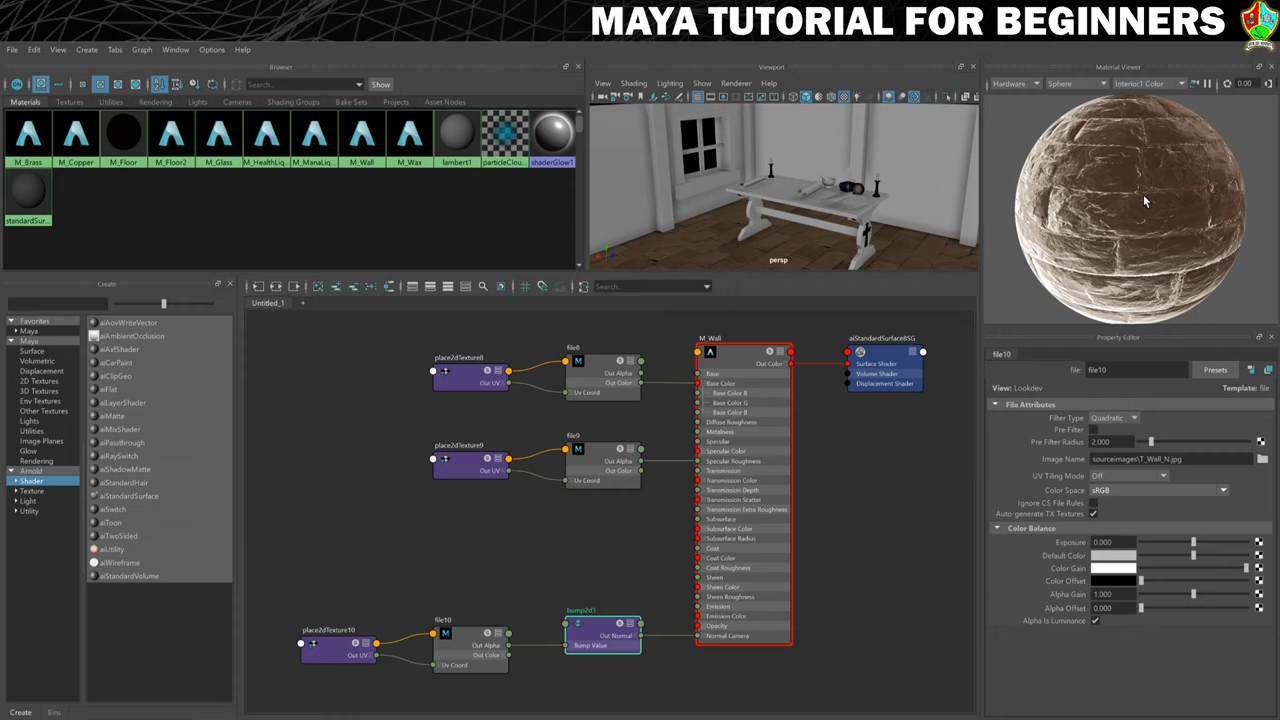 MAYA TUTORIAL FOR BEGINNERS
File Edit View Create Tabs Graph Window Options Help
Browser
Search...
Show
Materials Textures Utilities Rendering Lights Cameras Shading Groups Bake Sets Projects Asset Nodes
M_Brass M_Copper M_Floor M_Floor2 M_Glass M_HealthLiq... M_ManaLiq... M_Wall M_Wax lambert1 particleClou... shaderGlow1
standardSur...
Viewport
View Shading Lighting Show Renderer Help
persp
Material Viewer
Hardware Sphere Interior1 Color 0.00
Create
Favorites
Maya
Maya
Surface
Volumetric
Displacement
2D Textures
3D Textures
Env Textures
Other Textures
Lights
Utilities
Image Planes
Glow
Rendering
Arnold
Shader
Texture
Light
Utility
aiAovWriteVector
aiAmbientOcclusion
aiAxfShader
aiCarPaint
aiClipGeo
aiFlat
aiLayerShader
aiMatte
aiMixShader
aiPassthrough
aiRaySwitch
aiShadowMatte
aiStandardHair
aiStandardSurface
aiSwitch
aiToon
aiTwoSided
aiUtility
aiWireframe
aiStandardVolume
Create Bins
Search...
Untitled_1 +
place2dTexture8
Out UV
file8
Out Alpha
Out Color
Uv Coord
place2dTexture9
Out UV
file9
Out Alpha
Out Color
Uv Coord
place2dTexture10
Out UV
file10
Out Alpha
Out Color
Uv Coord
bump2d1
Out Normal
Bump Value
M_Wall
Out Color
Base
Base Color
Base Color R
Base Color G
Base Color B
Diffuse Roughness
Metalness
Specular
Specular Color
Specular Roughness
Transmission
Transmission Color
Transmission Depth
Transmission Scatter
Transmission Extra Roughness
Subsurface
Subsurface Color
Subsurface Radius
Coat
Coat Color
Coat Roughness
Sheen
Sheen Color
Sheen Roughness
Emission
Emission Color
Opacity
Normal Camera
aiStandardSurface8SG
Surface Shader
Volume Shader
Displacement Shader
Property Editor
file10
file: file10 Presets
View: Lookdev Template: file
File Attributes
Filter Type Quadratic
Pre Filter
Pre Filter Radius 2.000
Image Name sourceimages\T_Wall_N.jpg
UV Tiling Mode Off
Color Space sRGB
Ignore CS File Rules
Auto-generate TX Textures
Color Balance
Exposure 0.000
Default Color
Color Gain
Color Offset
Alpha Gain 1.000
Alpha Offset 0.000
Alpha Is Luminance